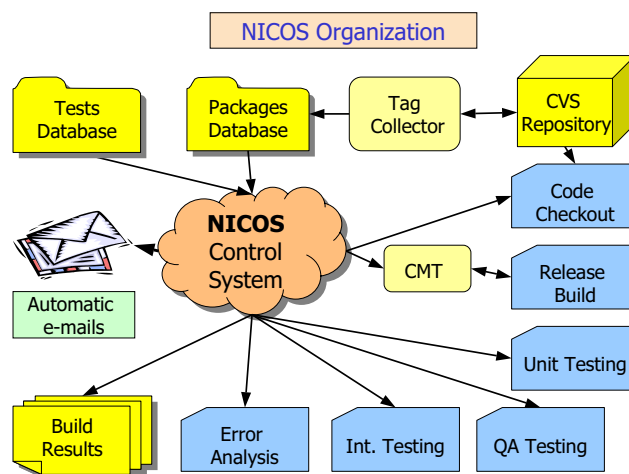 NICOS Organization
Tests
Database
Packages
Database
Tag
Collector
CVS
Repository
Code
Checkout
NICOS
Control
System
CMT
Release
Build
Automatic
e-mails
Unit Testing
Build
Results
Error
Analysis
Int. Testing
QA Testing